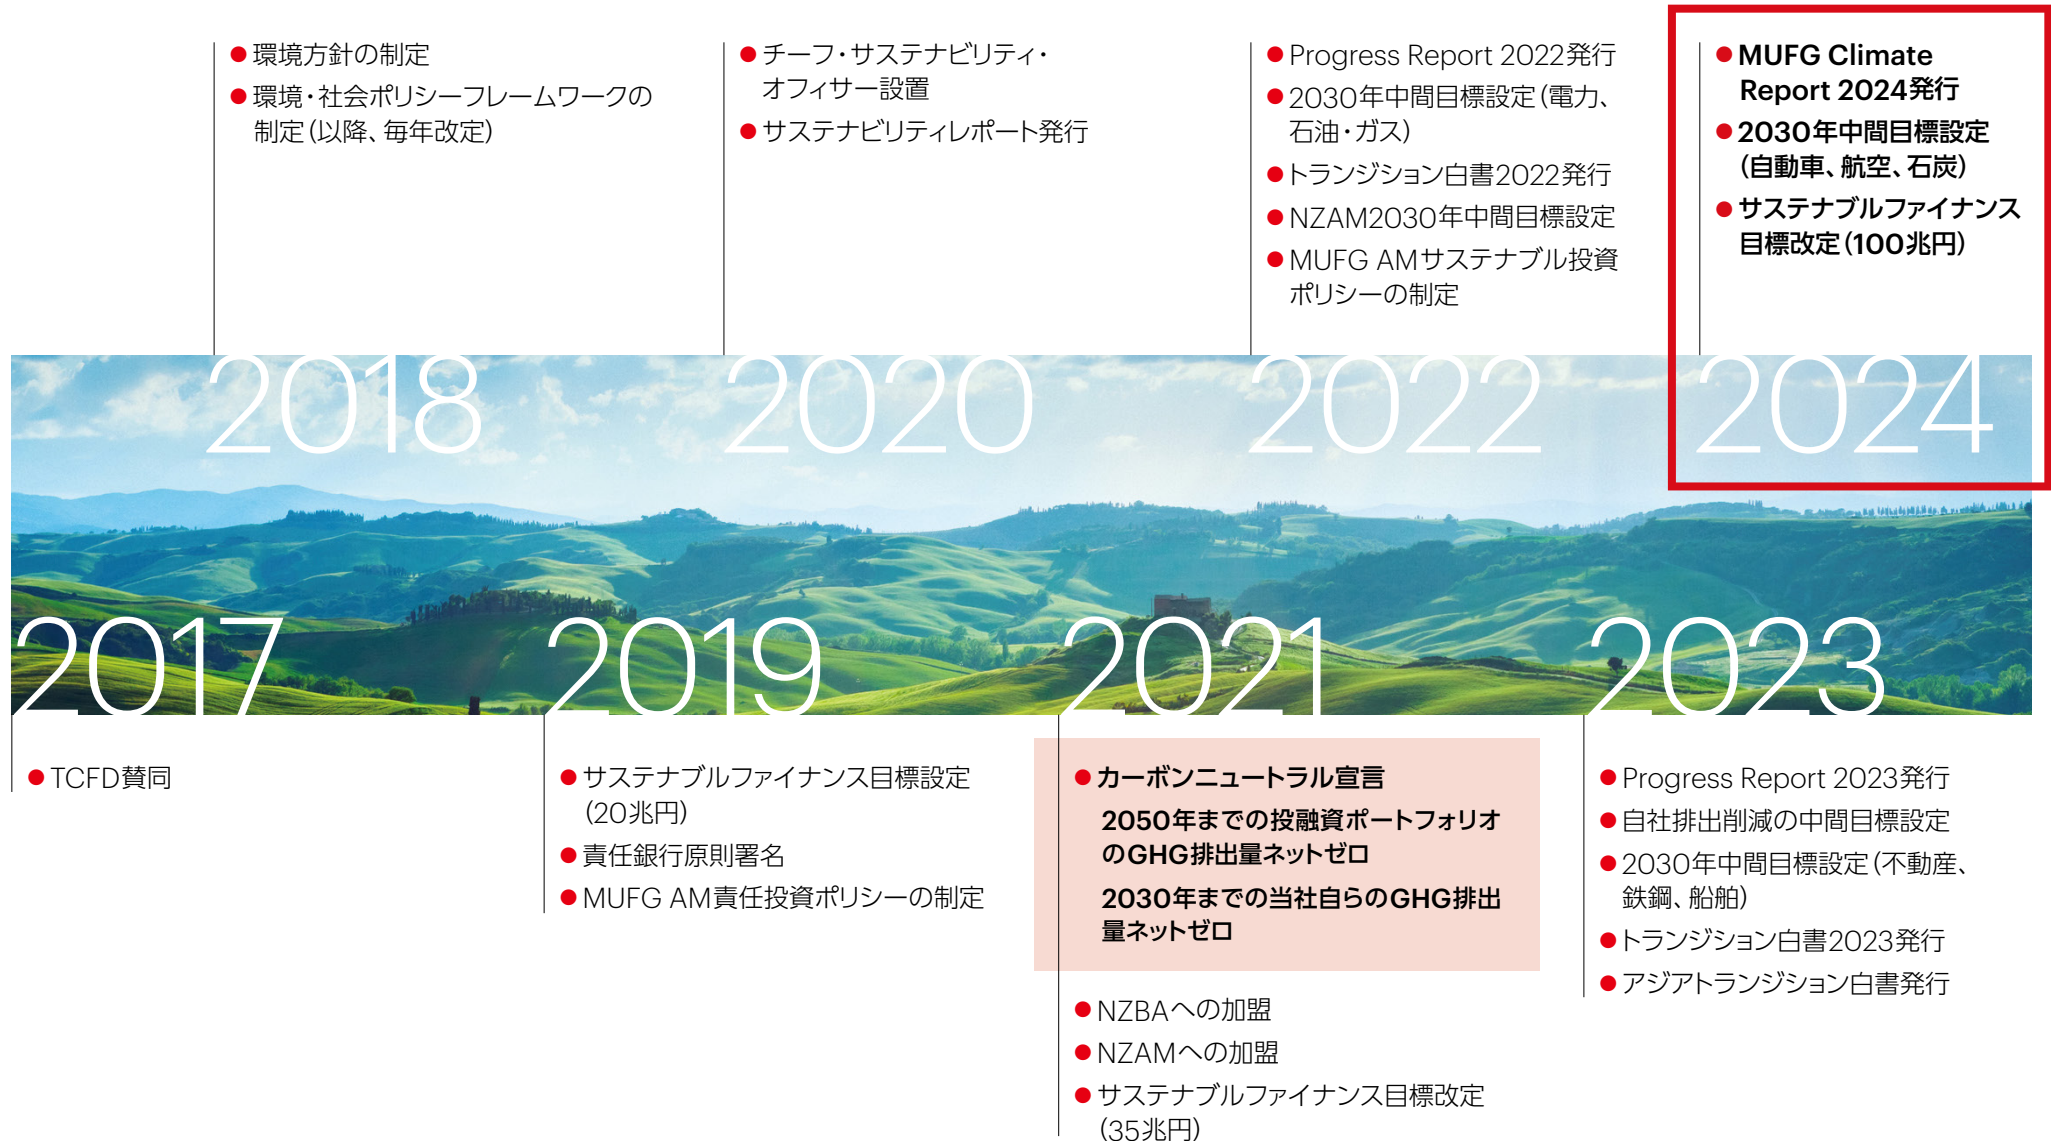 ●環境方針の制定
●環境・社会ポリシーフレームワークの
制定(以降、毎年改定)
●チーフ・サステナビリティ・
オフィサー設置
●サステナビリティレポート発行
●Progress Report 2022発行
●2030年中間目標設定(電力、
石油・ガス)
●トランジション白書2022発行
●NZAM2030年中間目標設定
●MUFG AMサステナブル投資
ポリシーの制定
●MUFG Climate
Report 2024発行
●2030年中間目標設定
(自動車、航空、石炭)
●サステナブルファイナンス
目標改定(100兆円)
2018
2020
2022
2024
2017
2019
2021
2023
●TCFD賛同
●サステナブルファイナンス目標設定
(20兆円)
●責任銀行原則署名
●MUFG AM責任投資ポリシーの制定
●カーボンニュートラル宣言
2050年までの投融資ポートフォリオ
のGHG排出量ネットゼロ
2030年までの当社自らのGHG排出
量ネットゼロ
●NZBAへの加盟
●NZAMへの加盟
●サステナブルファイナンス目標改定
(35兆円)
●Progress Report 2023発行
●自社排出削減の中間目標設定
●2030年中間目標設定(不動産、
鉄鋼、船舶)
●トランジション白書2023発行
●アジアトランジション白書発行